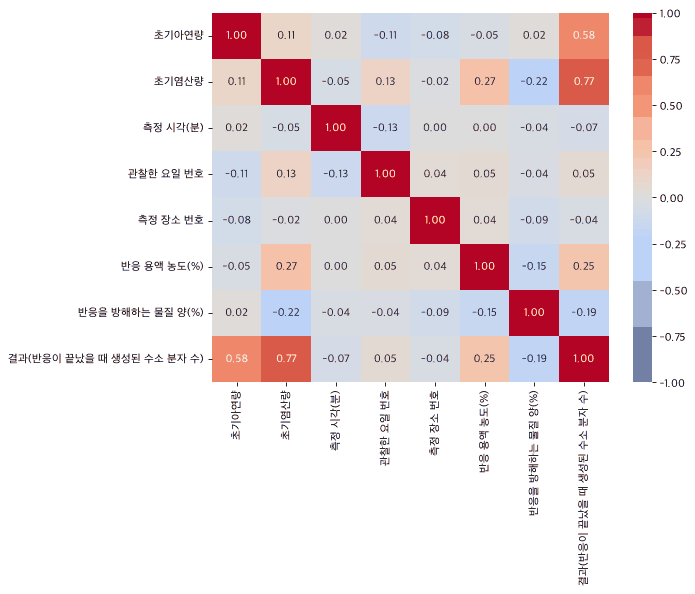 초기아연량 1.00 0.11 0.02 -0.11 -0.08 -0.05 0.02 0.58
초기염산량 0.11 1.00 -0.05 0.13 -0.02 0.27 -0.22 0.77
측정 시각(분) 0.02 -0.05 1.00 -0.13 0.00 0.00 -0.04 -0.07
관찰한 요일 번호 -0.11 0.13 -0.13 1.00 0.04 0.05 -0.04 0.05
측정 장소 번호 -0.08 -0.02 0.00 0.04 1.00 0.04 -0.09 -0.04
반응 용액 농도(%) -0.05 0.27 0.00 0.05 0.04 1.00 -0.15 0.25
반응을 방해하는 물질 양(%) 0.02 -0.22 -0.04 -0.04 -0.09 -0.15 1.00 -0.19
결과(반응이 끝났을 때 생성된 수소 분자 수) 0.58 0.77 -0.07 0.05 -0.04 0.25 -0.19 1.00
초기아연량
초기염산량
측정 시각(분)
관찰한 요일 번호
측정 장소 번호
반응 용액 농도(%)
반응을 방해하는 물질 양(%)
결과(반응이 끝났을 때 생성된 수소 분자 수)
1.00
0.75
0.50
0.25
0.00
-0.25
-0.50
-0.75
-1.00